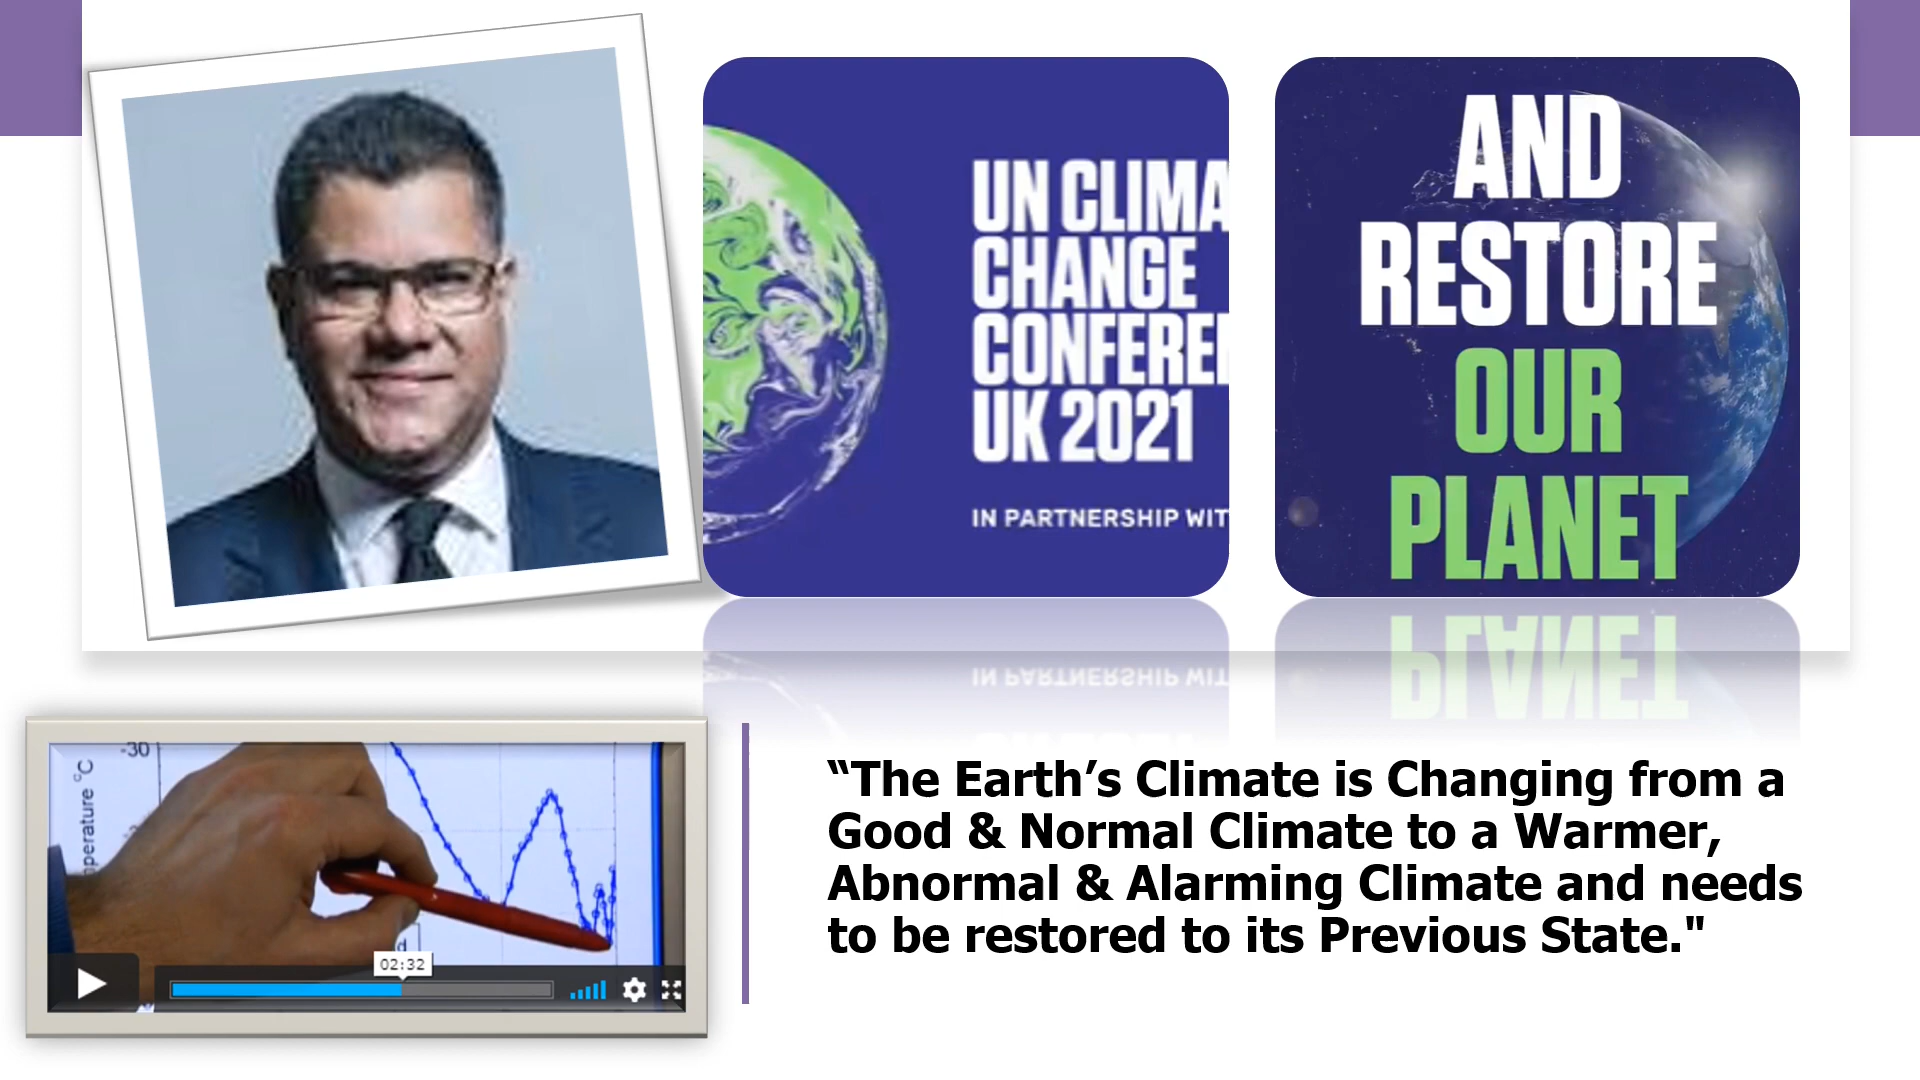 UN CLIMA
CHANGE
CONFERE
UK 2021
IN PARTNERSHIP WIT
AND
RESTORE
OUR
PLANET
-30
perature °C
d
02:32
“The Earth’s Climate is Changing from a
Good & Normal Climate to a Warmer,
Abnormal & Alarming Climate and needs
to be restored to its Previous State."